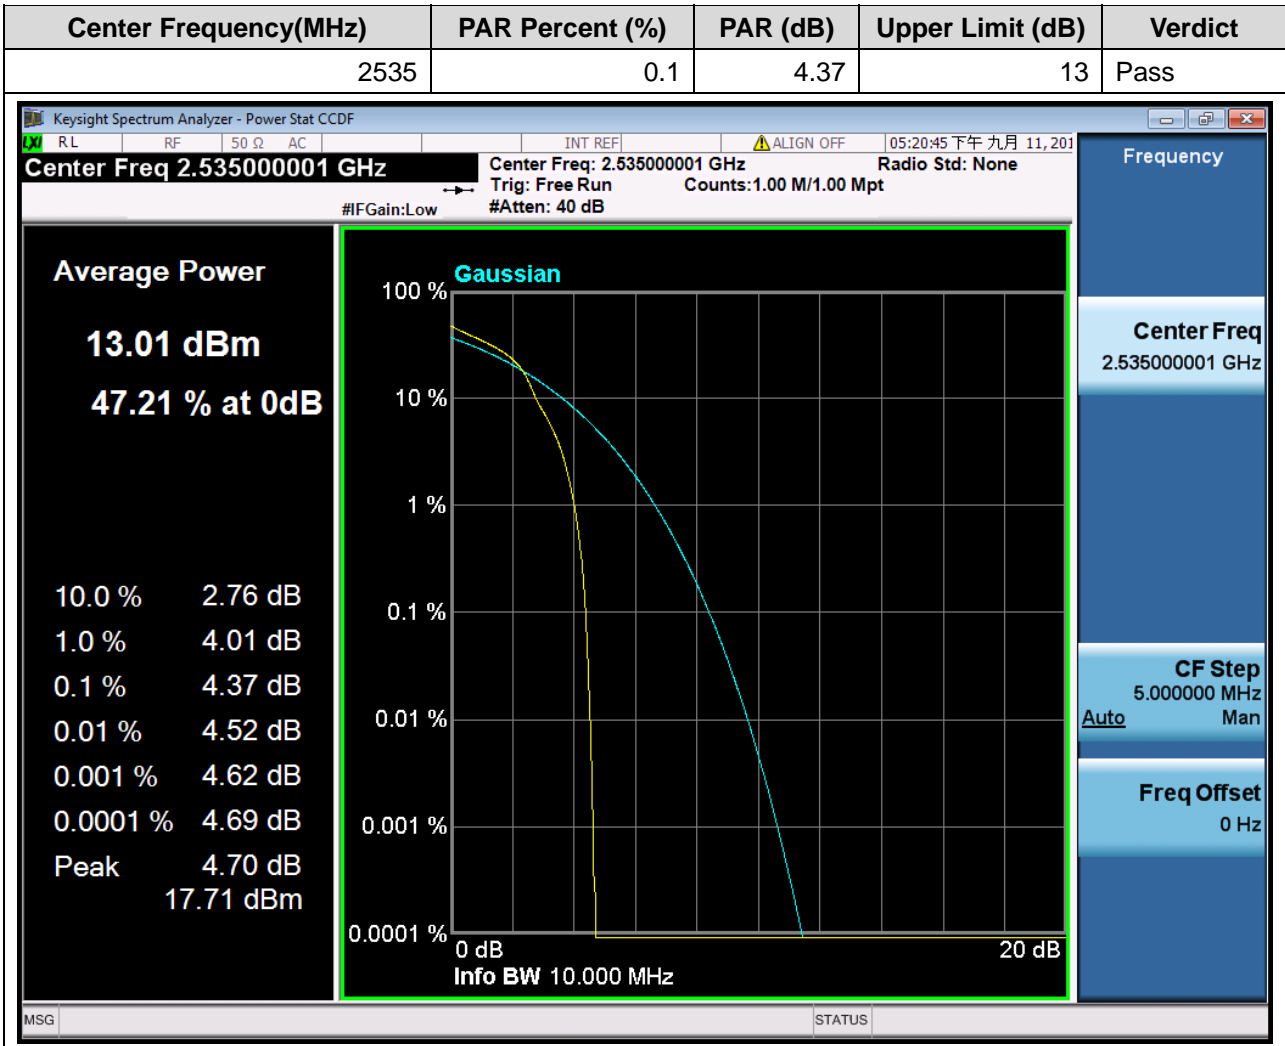 Center Frequency(MHz) PAR Percent (%) PAR (dB) Upper Limit (dB) Verdict
2535 0.1 4.37 13 Pass
Keysight Spectrum Analyzer - Power Stat CCDF
LXI RL RF 50 Ω AC INT REF ALIGN OFF 05:20:45 下午 九月 11, 201
Center Freq 2.535000001 GHz
Center Freq: 2.535000001 GHz Radio Std: None
Trig: Free Run Counts:1.00 M/1.00 Mpt
#IFGain:Low #Atten: 40 dB
Average Power
13.01 dBm
47.21 % at 0dB
10.0 % 2.76 dB
1.0 % 4.01 dB
0.1 % 4.37 dB
0.01 % 4.52 dB
0.001 % 4.62 dB
0.0001 % 4.69 dB
Peak 4.70 dB
17.71 dBm
Gaussian
100 %
10 %
1 %
0.1 %
0.01 %
0.001 %
0.0001 %
0 dB 20 dB
Info BW 10.000 MHz
Frequency
Center Freq
2.535000001 GHz
CF Step
5.000000 MHz
Auto Man
Freq Offset
0 Hz
MSG STATUS